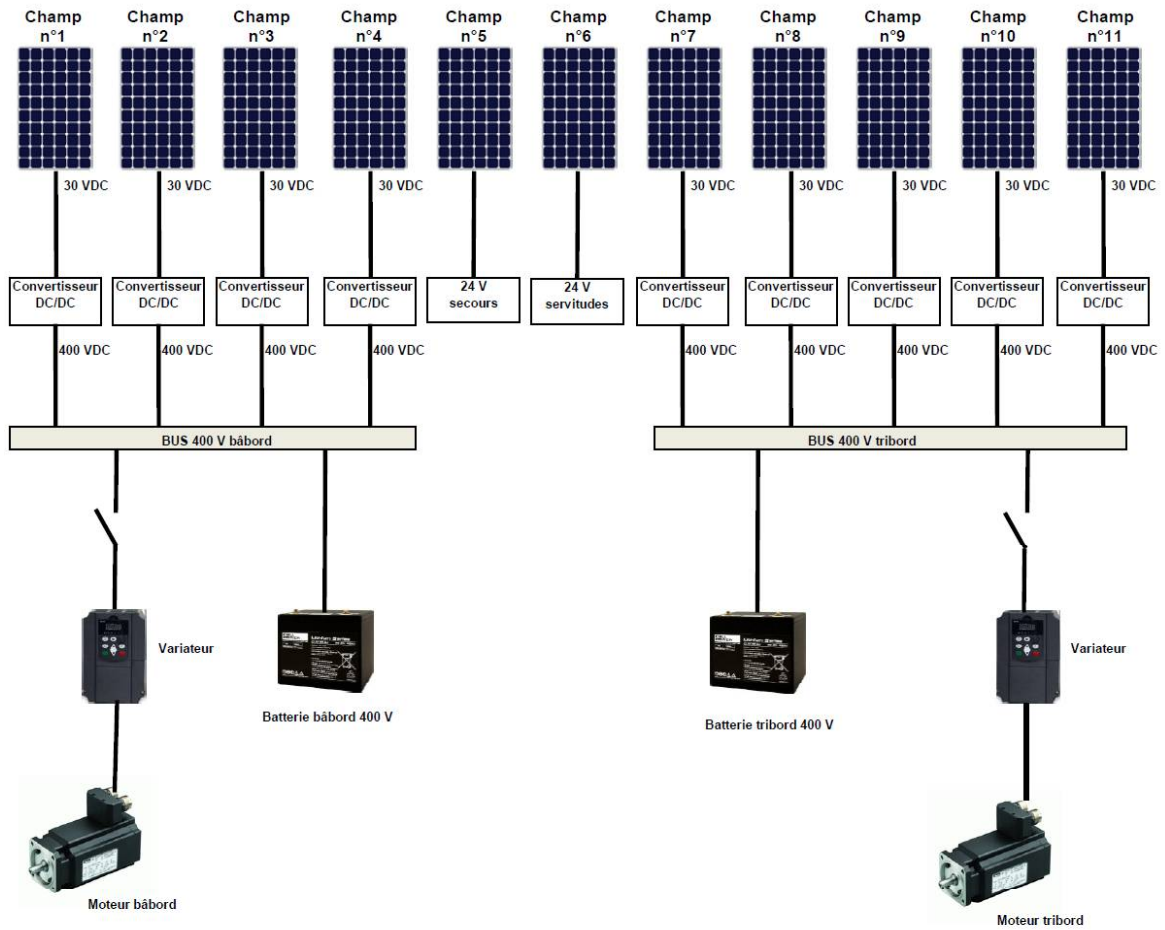 Champ n°1
Champ n°2
Champ n°3
Champ n°4
Champ n°5
Champ n°6
Champ n°7
Champ n°8
Champ n°9
Champ n°10
Champ n°11
30 VDC
30 VDC
30 VDC
30 VDC
30 VDC
30 VDC
30 VDC
30 VDC
30 VDC
Convertisseur
DC/DC
Convertisseur
DC/DC
Convertisseur
DC/DC
Convertisseur
DC/DC
24 V
secours
24 V
servitudes
Convertisseur
DC/DC
Convertisseur
DC/DC
Convertisseur
DC/DC
Convertisseur
DC/DC
Convertisseur
DC/DC
400 VDC
400 VDC
400 VDC
400 VDC
400 VDC
400 VDC
400 VDC
400 VDC
400 VDC
BUS 400 V bâbord
BUS 400 V tribord
Variateur
Variateur
Batterie bâbord 400 V
Batterie tribord 400 V
Moteur bâbord
Moteur tribord